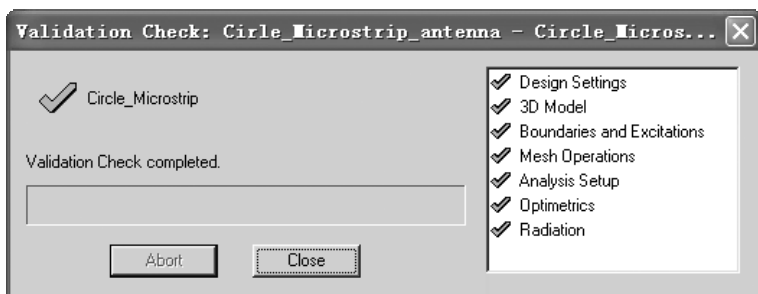 Validation Check: Cirle_Microstrip_antenna - Circle_Micros...
Circle_Microstrip
Validation Check completed.
Abort
Close
Design Settings
3D Model
Boundaries and Excitations
Mesh Operations
Analysis Setup
Optimetrics
Radiation